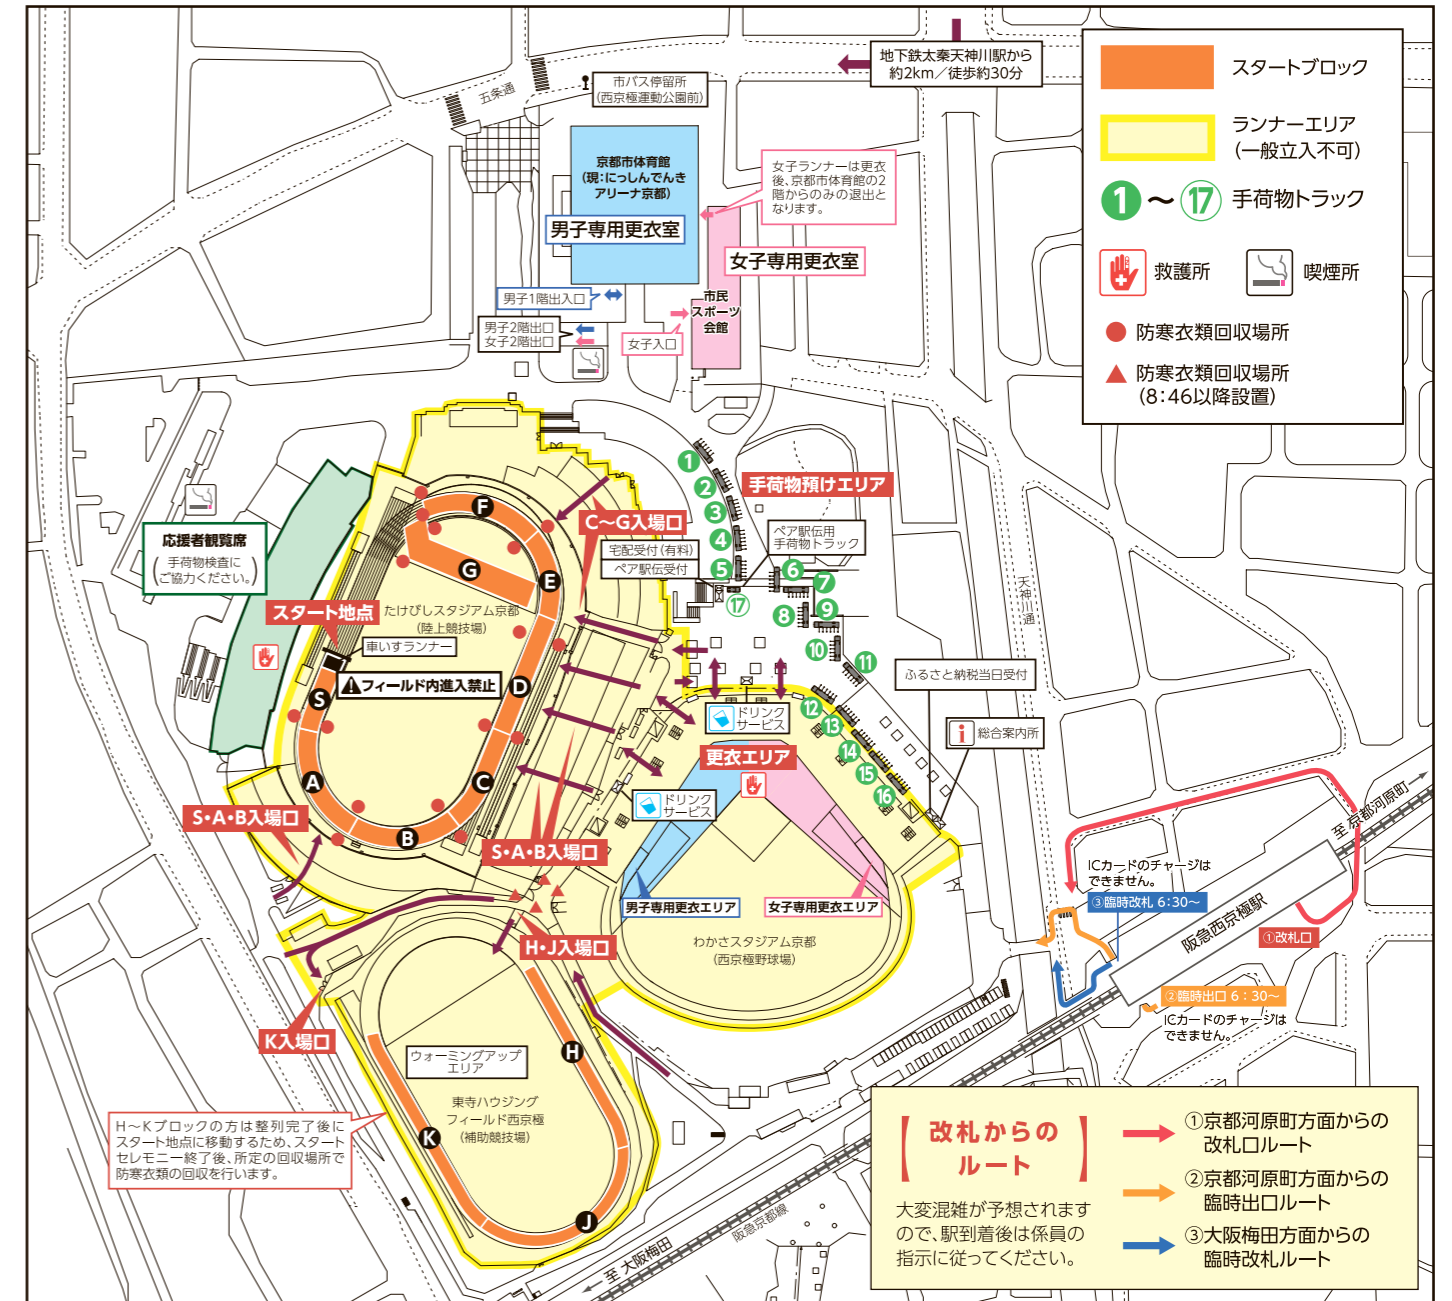 地下鉄太秦天神川駅から
約2km／徒歩約30分
五条通
市バス停留所
(西京極運動公園前)
京都市体育館
(現:にっしんでんき
アリーナ京都)
男子専用更衣室
女子ランナーは更衣
後、京都市体育館の2
階からのみの退出と
なります。
女子専用更衣室
市民
スポーツ
会館
男子1階出入口
男子2階出口
女子2階出口
女子入口
スタートブロック
ランナーエリア
(一般立入不可)
1～17 手荷物トラック
救護所
喫煙所
防寒衣類回収場所
防寒衣類回収場所
(8:46以降設置)
応援者観覧席
(手荷物検査に
ご協力ください。)
スタート地点
たけびしスタジアム京都
(陸上競技場)
車いすランナー
フィールド内進入禁止
F
G
E
D
S
A
B
C
C～G入場口
宅配受付(有料)
ペア駅伝受付
手荷物預けエリア
ペア駅伝用
手荷物トラック
1
2
3
4
5
6
7
8
9
10
11
12
13
14
15
16
17
天神川通
ふるさと納税当日受付
i 総合案内所
ドリンク
サービス
更衣エリア
ドリンク
サービス
S・A・B入場口
S・A・B入場口
男子専用更衣エリア
女子専用更衣エリア
わかさスタジアム京都
(西京極野球場)
H・J入場口
K入場口
ウォーミングアップ
エリア
東寺ハウジング
フィールド西京極
(補助競技場)
H
K
J
H～Kブロックの方は整列完了後に
スタート地点に移動するため、スタート
セレモニー終了後、所定の回収場所で
防寒衣類の回収を行います。
至 京都河原町
ICカードのチャージは
できません。
③臨時改札 6:30～
阪急西京極駅
①改札口
②臨時出口 6：30～
ICカードのチャージは
できません。
至 大阪梅田
阪急京都線
改札からの
ルート
大変混雑が予想されます
ので、駅到着後は係員の
指示に従ってください。
①京都河原町方面からの
改札口ルート
②京都河原町方面からの
臨時出口ルート
③大阪梅田方面からの
臨時改札ルート